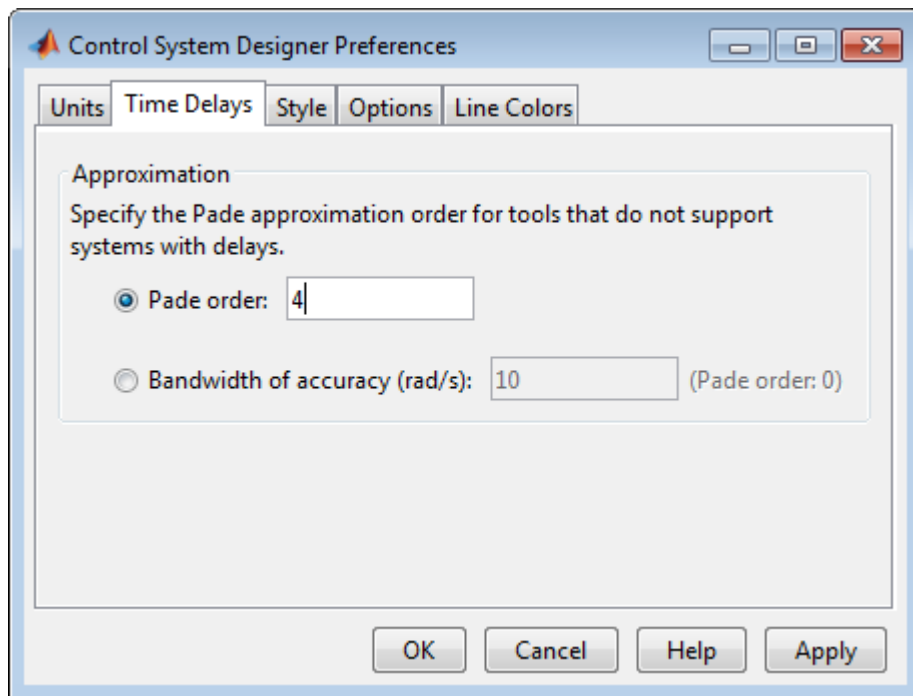 Control System Designer Preferences
Units Time Delays Style Options Line Colors
Approximation
Specify the Pade approximation order for tools that do not support
systems with delays.
Pade order: 4
Bandwidth of accuracy (rad/s): 10 (Pade order: 0)
OK Cancel Help Apply